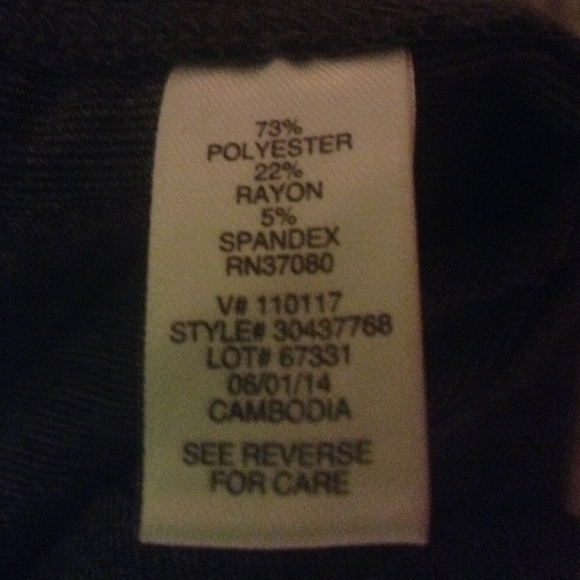 73%
POLYESTER
22%
RAYON
5%
SPANDEX
RN37080
V# 110117
STYLE# 30437768
LOT# 67331
06/01/14
CAMBODIA
SEE REVERSE
FOR CARE